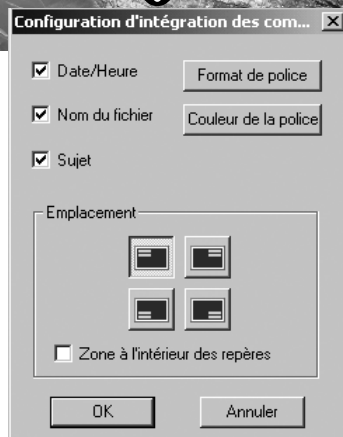 Configuration d'intégration des com...
Date/Heure
Format de police
Nom du fichier
Couleur de la police
Sujet
Emplacement
Zone à l'intérieur des repères
OK
Annuler